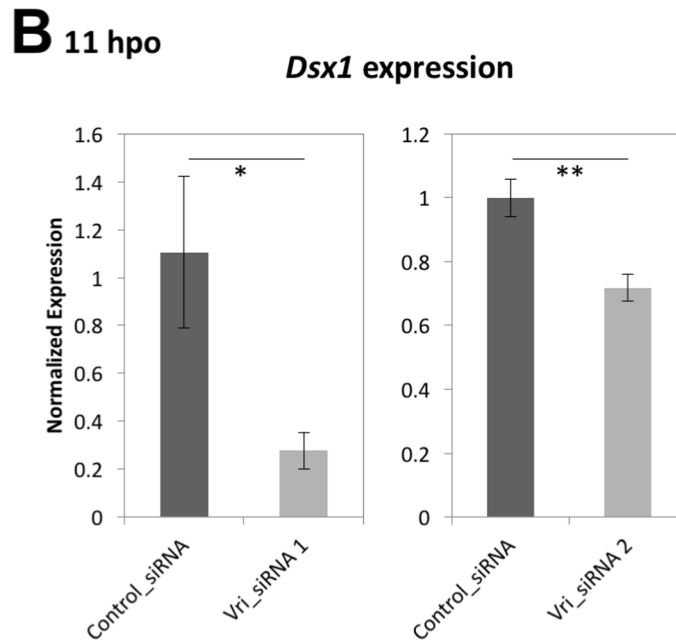 B 11 hpo
Dsx1 expression
Normalized Expression
1.6
1.4
1.2
1
0.8
0.6
0.4
0.2
0
*
Control_siRNA
Vri_siRNA 1
1.2
1
0.8
0.6
0.4
0.2
0
**
Control_siRNA
Vri_siRNA 2